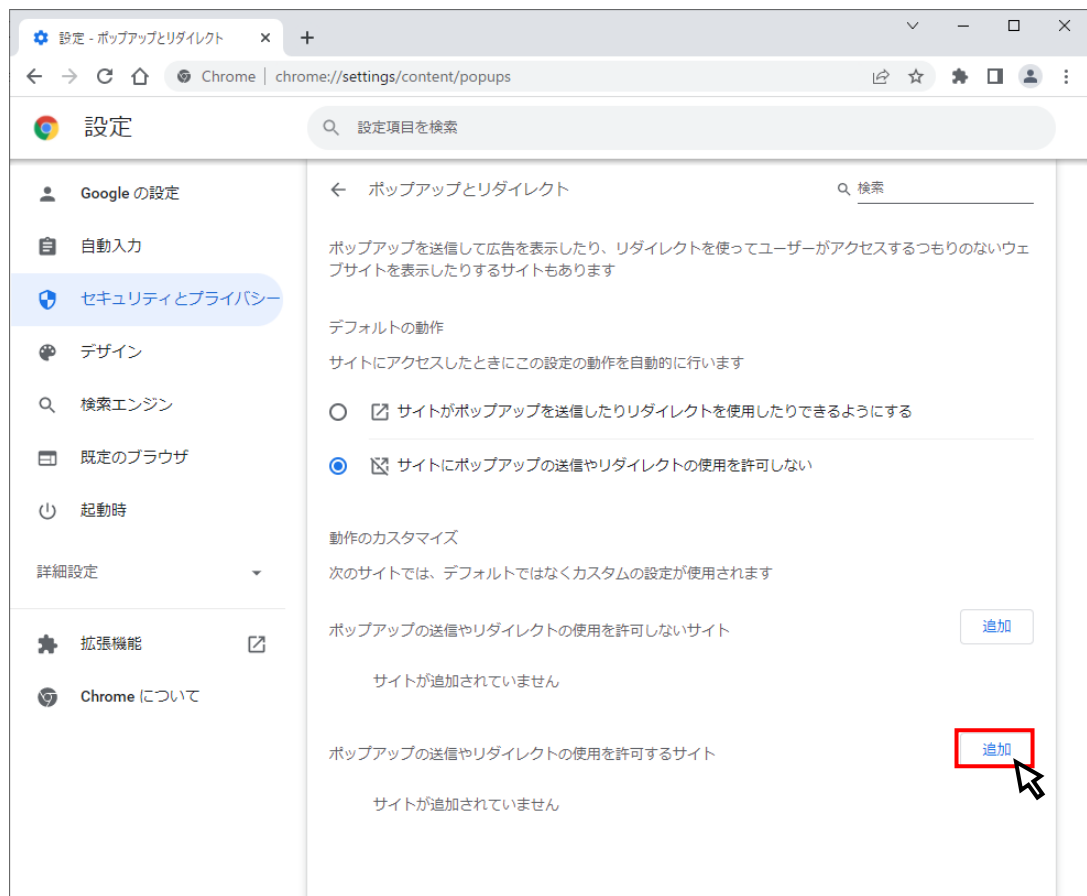 設定 - ポップアップとリダイレクト
Chrome | chrome://settings/content/popups
設定
設定項目を検索
Google の設定
自動入力
セキュリティとプライバシー
デザイン
検索エンジン
既定のブラウザ
起動時
詳細設定
拡張機能
Chrome について
ポップアップとリダイレクト
検索
ポップアップを送信して広告を表示したり、リダイレクトを使ってユーザーがアクセスするつもりのないウェ
ブサイトを表示したりするサイトもあります
デフォルトの動作
サイトにアクセスしたときにこの設定の動作を自動的に行います
サイトがポップアップを送信したりリダイレクトを使用したりできるようにする
サイトにポップアップの送信やリダイレクトの使用を許可しない
動作のカスタマイズ
次のサイトでは、デフォルトではなくカスタムの設定が使用されます
ポップアップの送信やリダイレクトの使用を許可しないサイト
追加
サイトが追加されていません
ポップアップの送信やリダイレクトの使用を許可するサイト
追加
サイトが追加されていません